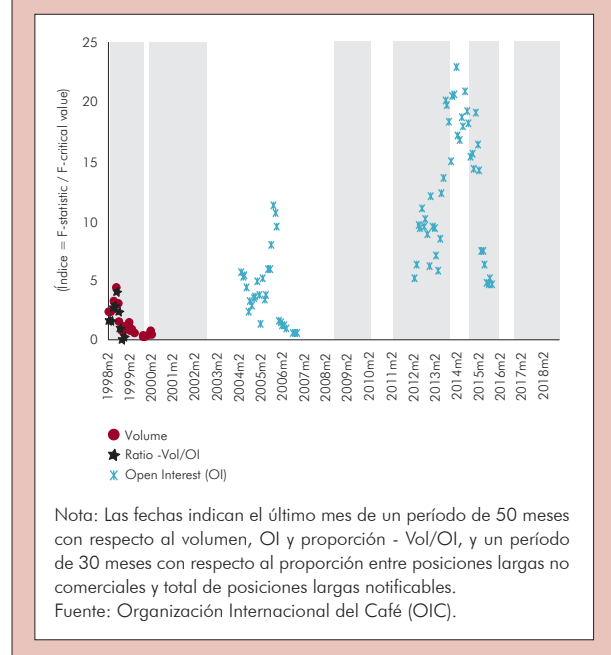 25
20
15
10
5
0
(Índice = F-statistic / F-critical value)
1998m2
1999m2
2000m2
2001m2
2002m2
2003m2
2004m2
2005m2
2006m2
2007m2
2008m2
2009m2
2010m2
2011m2
2012m2
2013m2
2014m2
2015m2
2016m2
2017m2
2018m2
Volume
Ratio -Vol/OI
Open Interest (OI)
Nota: Las fechas indican el último mes de un período de 50 meses
con respecto al volumen, OI y proporción - Vol/OI, y un período
de 30 meses con respecto al proporción entre posiciones largas no
comerciales y total de posiciones largas notificables.
Fuente: Organización Internacional del Café (OIC).